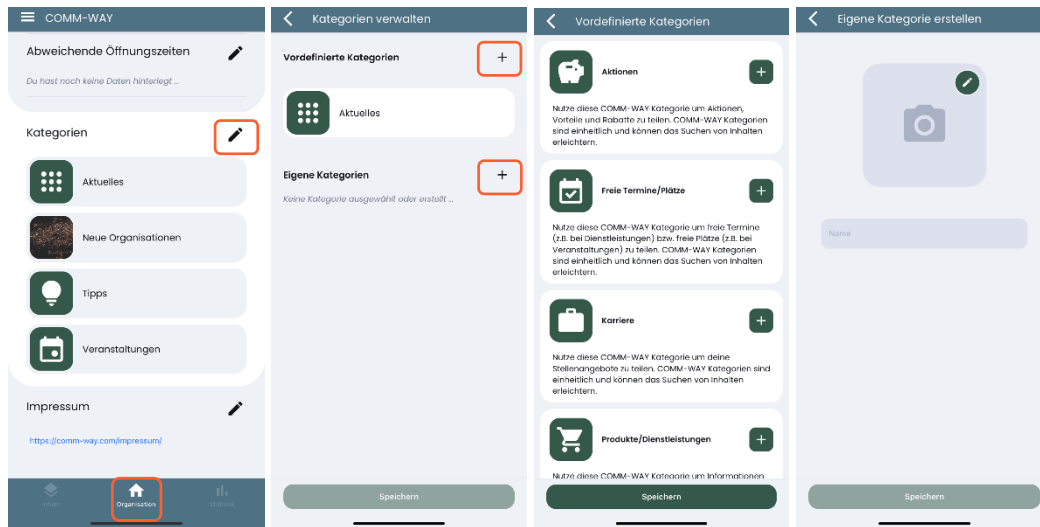 COMM-WAY
Abweichende Öffnungszeiten
Du hast noch keine Daten hinterlegt ...
Kategorien
Aktuelles
Neue Organisationen
Tipps
Veranstaltungen
Impressum
https://comm-way.com/impressum/
Organisation
Kategorien verwalten
Vordefinierte Kategorien
Aktuelles
Eigene Kategorien
Keine Kategorie ausgewählt oder erstellt ...
Speichern
Vordefinierte Kategorien
Aktionen
Nutze diese COMM-WAY Kategorie um Aktionen,
Vorteile und Rabatte zu teilen. COMM-WAY Kategorien
sind einheitlich und können das Suchen von Inhalten
erleichtern.
Freie Termine/Plätze
Nutze diese COMM-WAY Kategorie um freie Termine
(z.B. bei Dienstleistungen) bzw. freie Plätze (z.B. bei
Veranstaltungen) zu teilen. COMM-WAY Kategorien
sind einheitlich und können das Suchen von Inhalten
erleichtern.
Karriere
Nutze diese COMM-WAY Kategorie um deine
Stellenangebote zu teilen. COMM-WAY Kategorien sind
einheitlich und können das Suchen von Inhalten
erleichtern.
Produkte/Dienstleistungen
Nutze diese COMM-WAY Kategorie um Informationen
Speichern
Eigene Kategorie erstellen
Name
Speichern